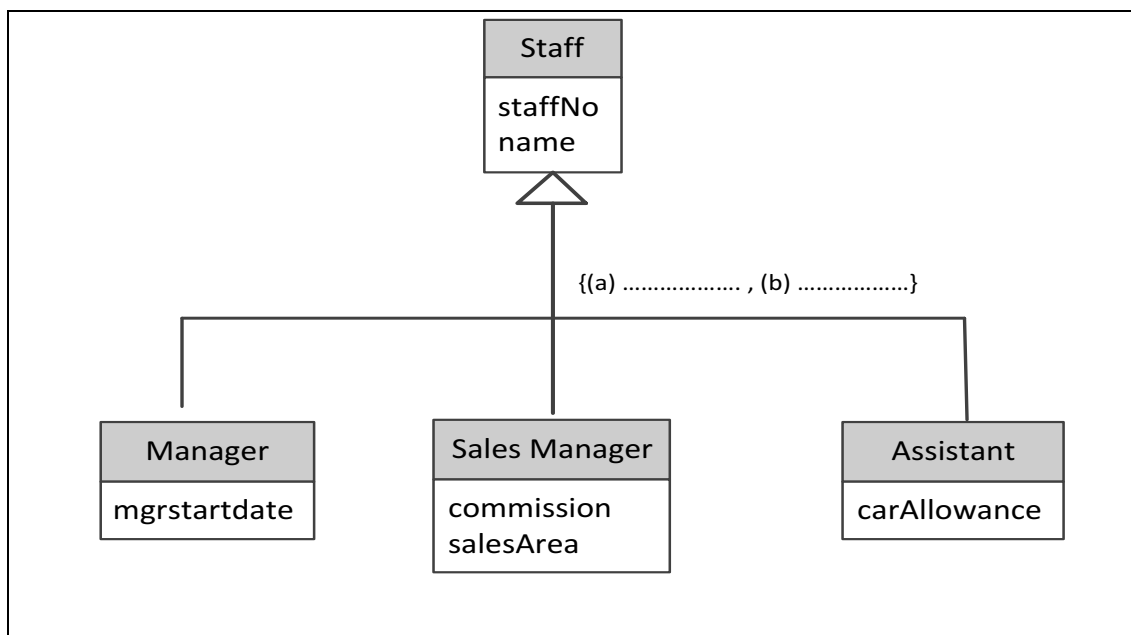 Staff
staffNo
name
{(a) ………………. , (b) ………………}
Manager
mgrstartdate
Sales Manager
commission
salesArea
Assistant
carAllowance